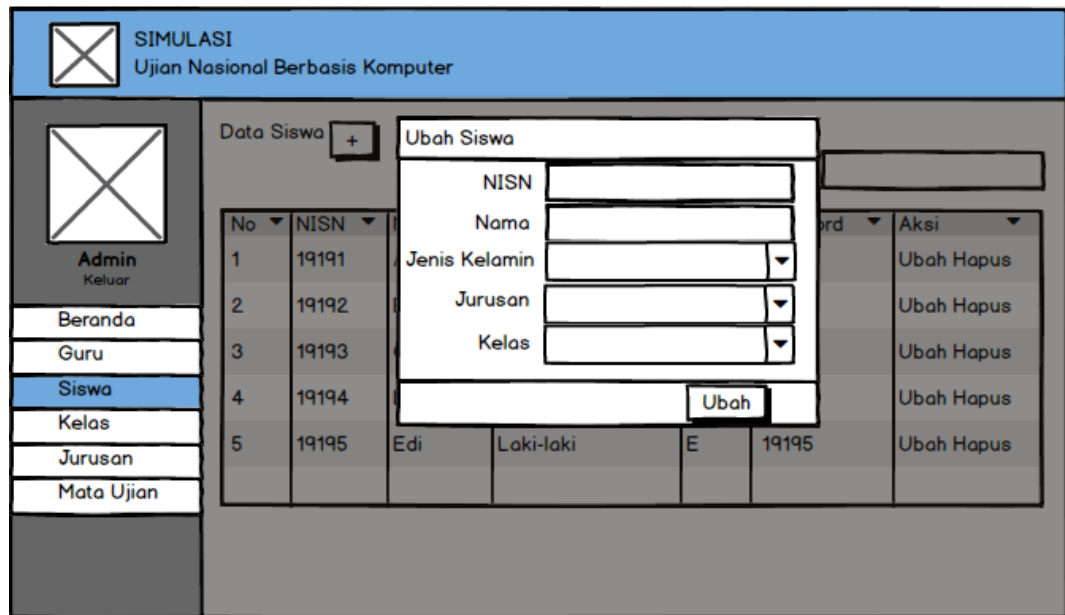 SIMULASI
Ujian Nasional Berbasis Komputer
Admin
Keluar
Beranda
Guru
Siswa
Kelas
Jurusan
Mata Ujian
Data Siswa +
Ubah Siswa
NISN
Nama
Jenis Kelamin
Jurusan
Kelas
Ubah
No NISN Aksi
1 19191 Ubah Hapus
2 19192 Ubah Hapus
3 19193 Ubah Hapus
4 19194 Ubah Hapus
5 19195 Edi Laki-laki E 19195 Ubah Hapus